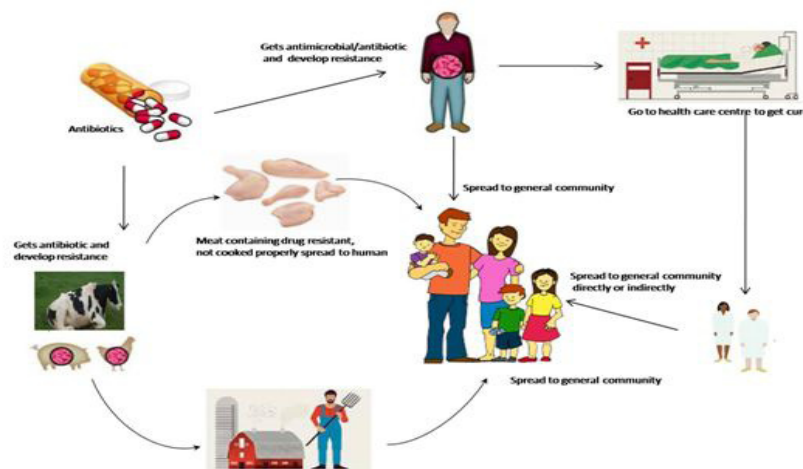 Gets antimicrobial/antibiotic
and develop resistance
Antibiotics
Go to health care centre to get cur
Spread to general community
Gets antibiotic and
develop resistance
Meat containing drug resistant,
not cooked properly spread to human
Spread to general community
directly or indirectly
Spread to general community